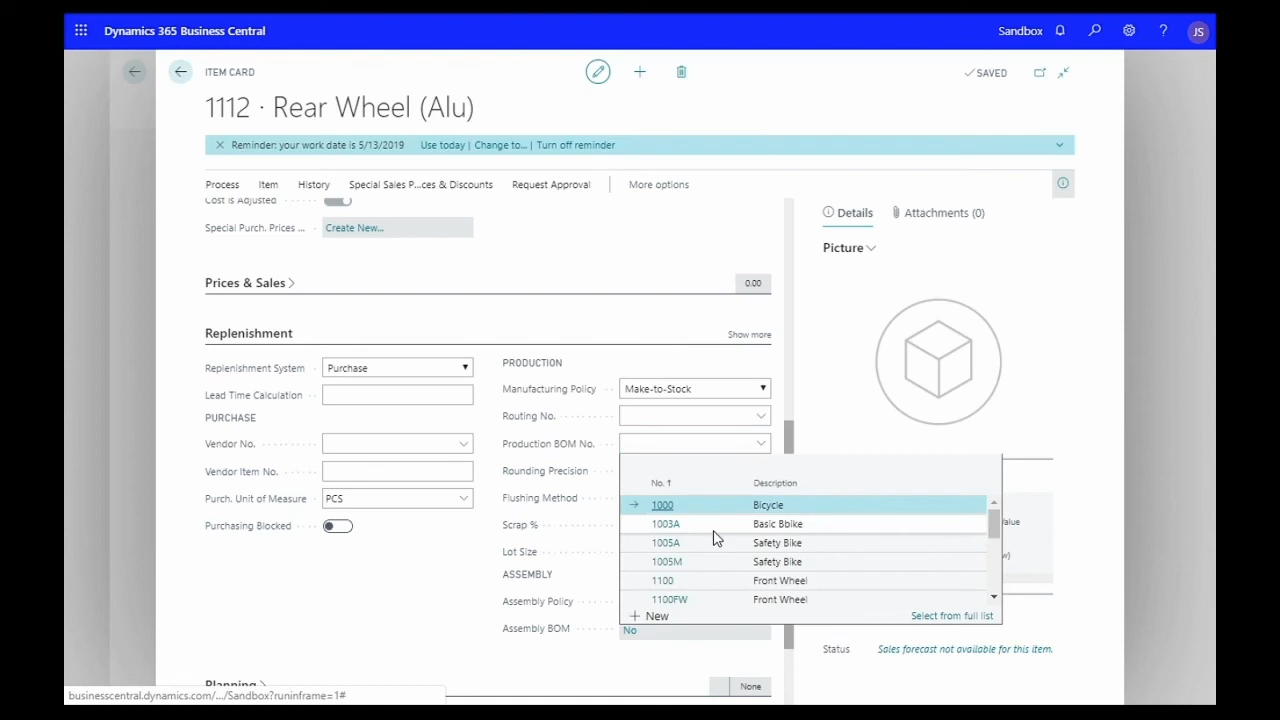 Dynamics 365 Business Central
Sandbox ? JS
ITEM CARD
SAVED
1112 · Rear Wheel (Alu)
Reminder: your work date is 5/13/2019 Use today | Change to... | Turn off reminder
Process Item History Special Sales P...ces & Discounts Request Approval More options
Cost is Adjusted
Special Purch. Prices ... Create New...
Details Attachments (0)
Picture
Prices & Sales 0.00
Replenishment Show more
Replenishment System Purchase
Lead Time Calculation
PURCHASE
Vendor No.
Vendor Item No.
Purch. Unit of Measure PCS
Purchasing Blocked
PRODUCTION
Manufacturing Policy Make-to-Stock
Routing No.
Production BOM No.
Rounding Precision
Flushing Method
Scrap %
Lot Size
ASSEMBLY
Assembly Policy
Assembly BOM No
No. ↑ Description
1000 Bicycle
1003A Basic Bbike
1005A Safety Bike
1005M Safety Bike
1100 Front Wheel
1100FW Front Wheel
+ New Select from full list
Status Sales forecast not available for this item.
Planning None
businesscentral.dynamics.com/.../Sandbox?runinframe=1#